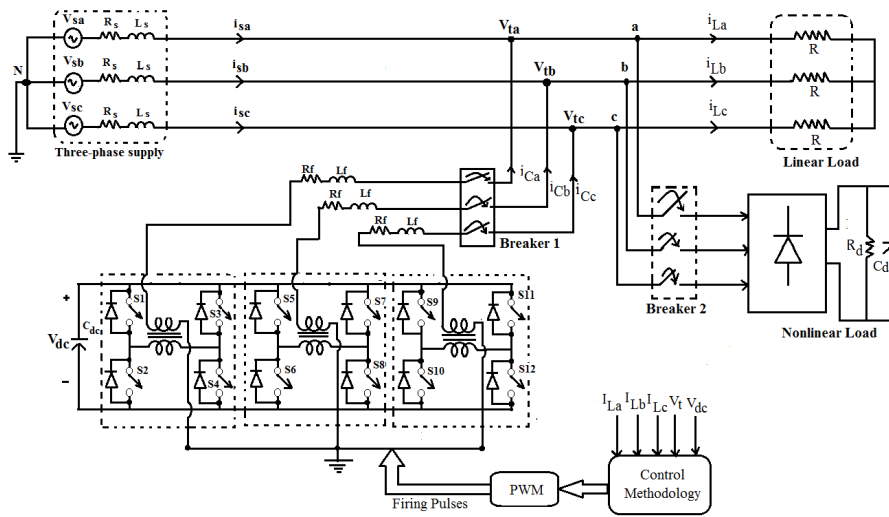 Vsa Rs Ls isa Vta a iLa R
N Vsb Rs Ls isb Vtb b iLb R
Vsc Rs Ls isc Vtc c iLc R
Three-phase supply
Linear Load
Rf Lf iCa iCb iCc
Rf Lf
Rf Lf
Breaker 1
Rd Cd
Breaker 2
Nonlinear Load
+ S1 S3 S5 S7 S9 S11
Cdc
Vdc
- S2 S4 S6 S8 S10 S12
ILa ILb ILc Vt Vdc
Control
Methodology
PWM
Firing Pulses